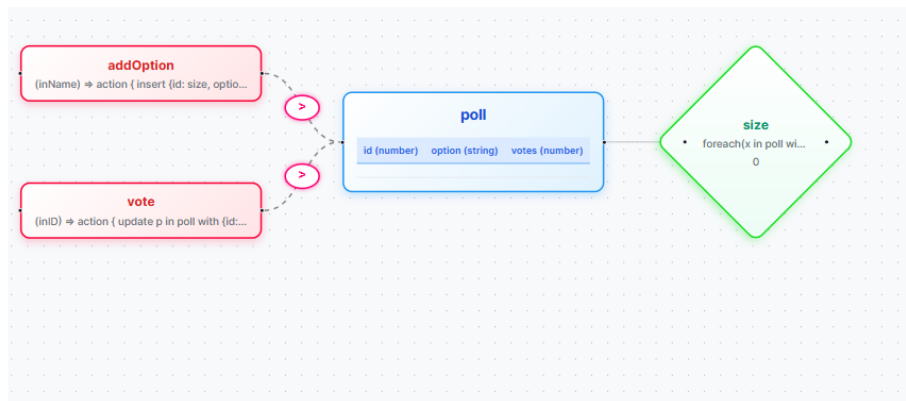 addOption
(inName) ⇒ action { insert {id: size, optio...
>
poll
id (number) option (string) votes (number)
size
foreach(x in poll wi...
0
>
vote
(inID) ⇒ action { update p in poll with {id:...